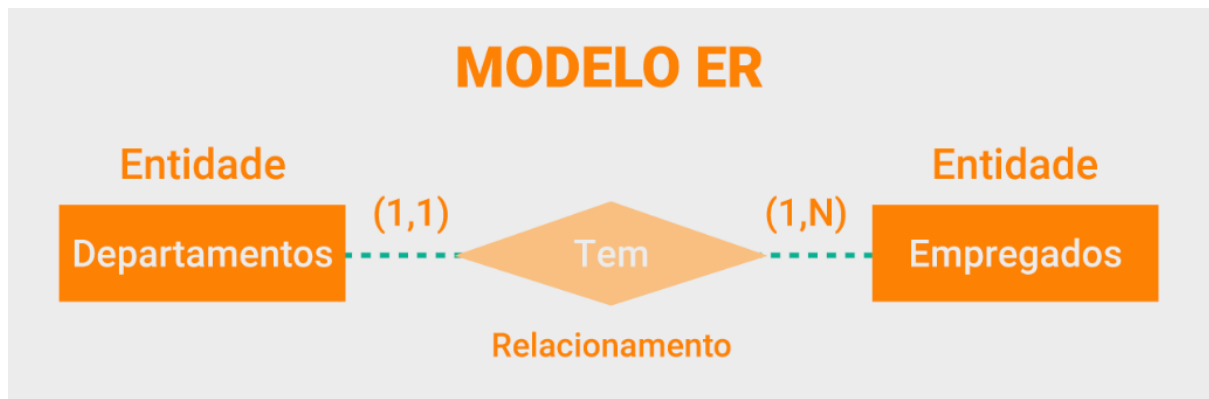 MODELO ER
Entidade
Entidade
(1,1)
(1,N)
Departamentos
Tem
Empregados
Relacionamento